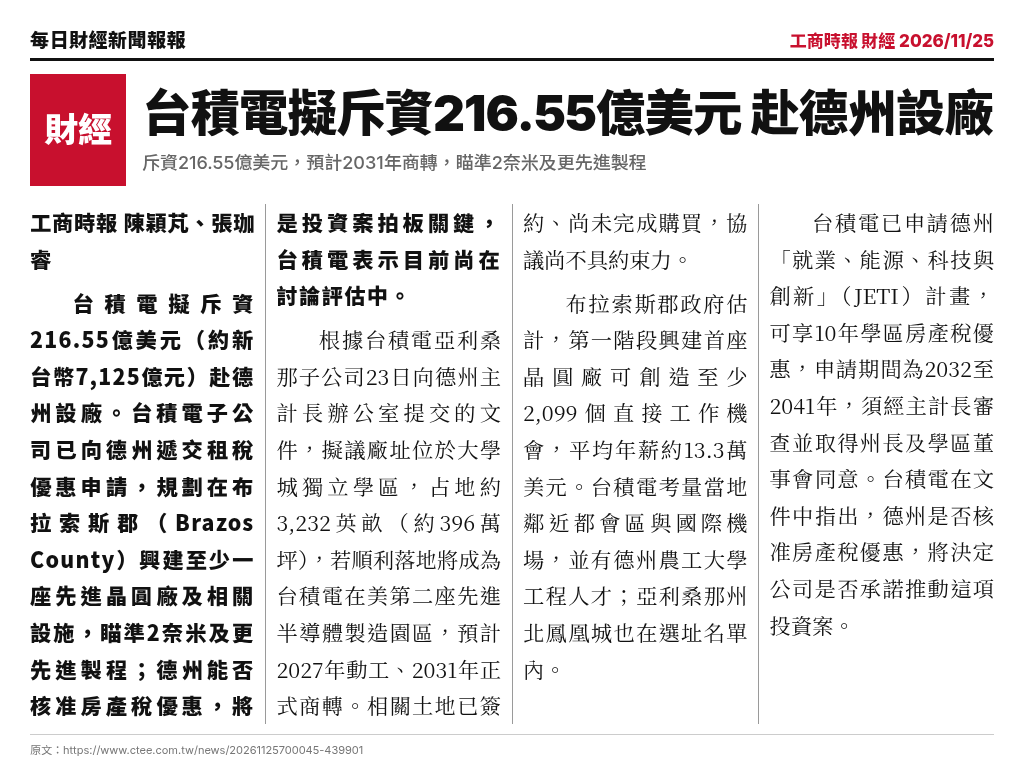 每日財經新聞報報
工商時報 財經 2026/11/25
財經
台積電擬斥資216.55億美元 赴德州設廠
斥資216.55億美元，預計2031年商轉，瞄準2奈米及更先進製程
工商時報 陳穎芃、張珈
睿
台積電擬斥資
216.55億美元（約新
台幣7,125億元）赴德
州設廠。台積電子公
司已向德州遞交租稅
優惠申請，規劃在布
拉索斯郡（Brazos
County）興建至少一
座先進晶圓廠及相關
設施，瞄準2奈米及更
先進製程；德州能否
核准房產稅優惠，將
是投資案拍板關鍵，
台積電表示目前尚在
討論評估中。
根據台積電亞利桑
那子公司23日向德州主
計長辦公室提交的文
件，擬議廠址位於大學
城獨立學區，占地約
3,232英畝（約396萬
坪），若順利落地將成為
台積電在美第二座先進
半導體製造園區，預計
2027年動工、2031年正
式商轉。相關土地已簽
約、尚未完成購買，協
議尚不具約束力。
布拉索斯郡政府估
計，第一階段興建首座
晶圓廠可創造至少
2,099個直接工作機
會，平均年薪約13.3萬
美元。台積電考量當地
鄰近都會區與國際機
場，並有德州農工大學
工程人才；亞利桑那州
北鳳凰城也在選址名單
內。
台積電已申請德州
「就業、能源、科技與
創新」（JETI）計畫，
可享10年學區房產稅優
惠，申請期間為2032至
2041年，須經主計長審
查並取得州長及學區董
事會同意。台積電在文
件中指出，德州是否核
准房產稅優惠，將決定
公司是否承諾推動這項
投資案。
原文：https://www.ctee.com.tw/news/20261125700045-439901